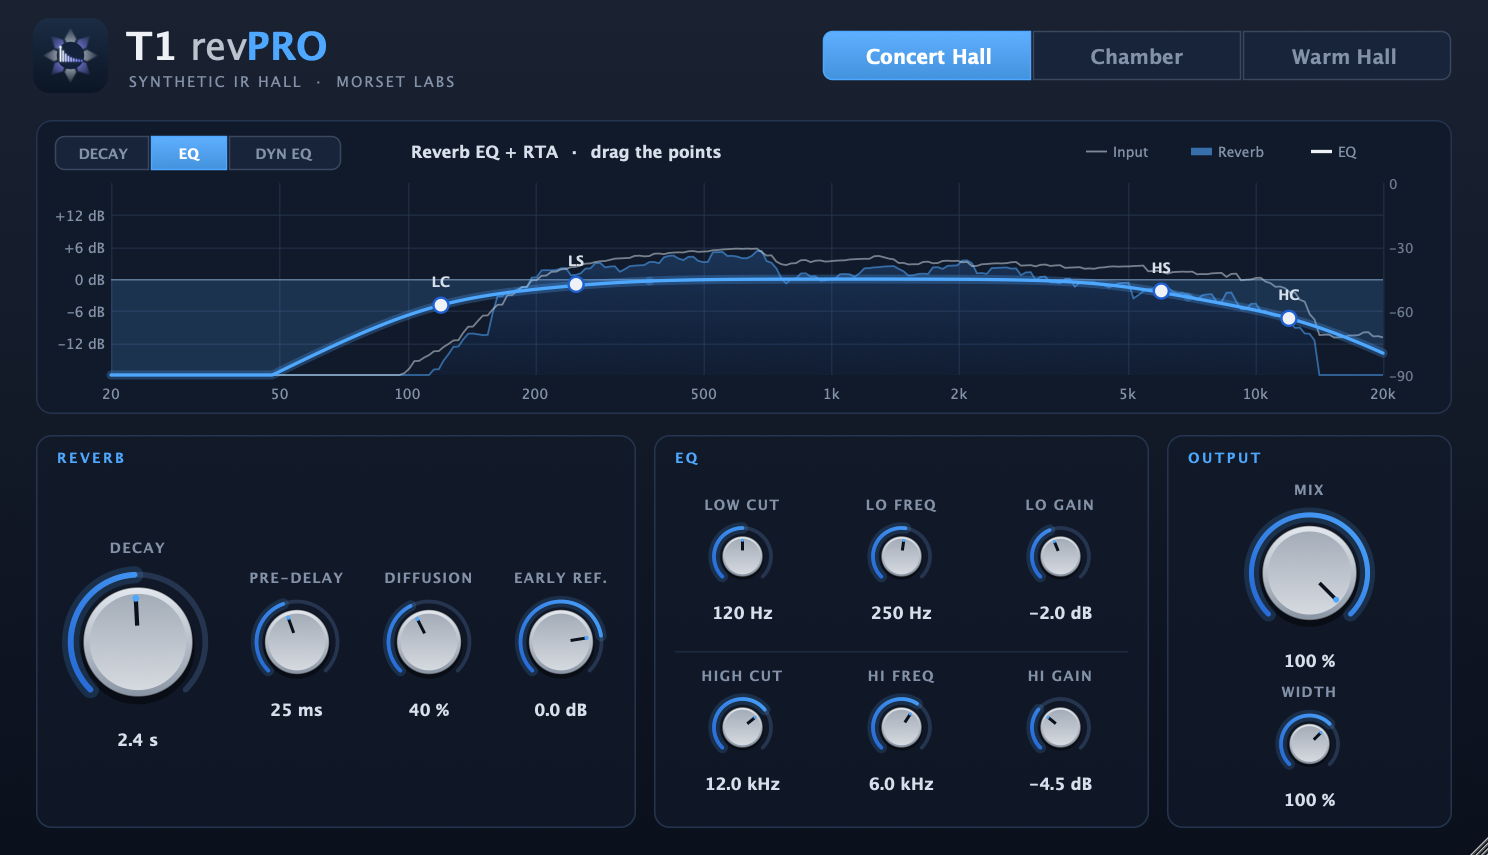 T1 revPRO
SYNTHETIC IR HALL · MORSET LABS
Concert Hall Chamber Warm Hall
DECAY EQ DYN EQ
Reverb EQ + RTA · drag the points
Input Reverb EQ
+12 dB
+6 dB
0 dB
−6 dB
−12 dB
LC LS HS HC
0
−30
−60
−90
20 50 100 200 500 1k 2k 5k 10k 20k
REVERB
DECAY
2.4 s
PRE-DELAY
25 ms
DIFFUSION
40 %
EARLY REF.
0.0 dB
EQ
LOW CUT LO FREQ LO GAIN
120 Hz 250 Hz −2.0 dB
HIGH CUT HI FREQ HI GAIN
12.0 kHz 6.0 kHz −4.5 dB
OUTPUT
MIX
100 %
WIDTH
100 %